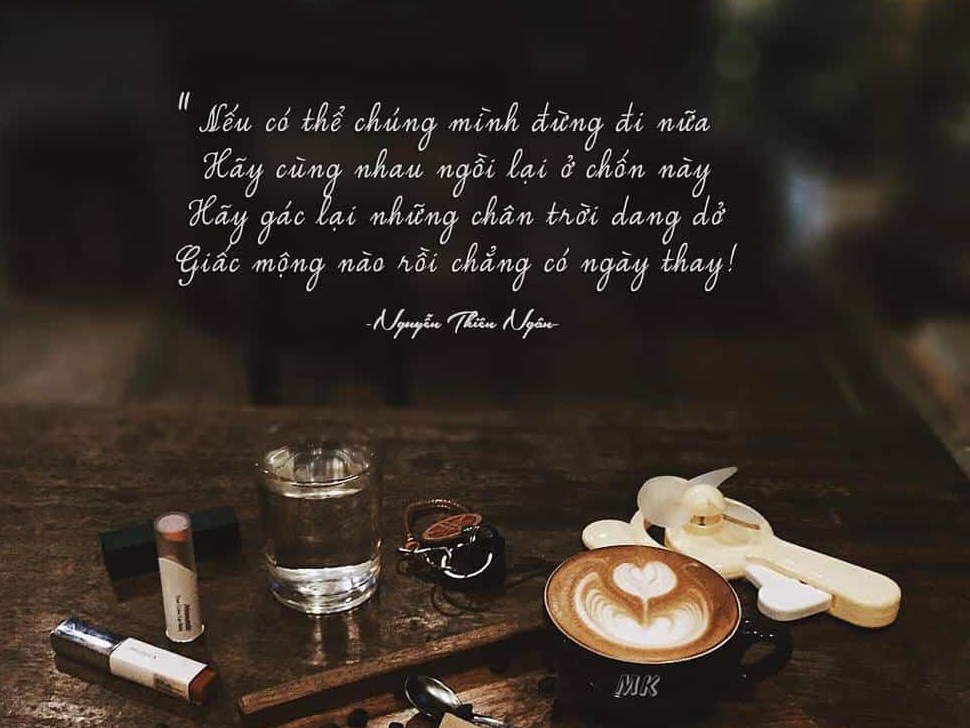 " Nếu có thể chúng mình đừng đi nữa
Hãy cùng nhau ngồi lại ở chốn này
Hãy gác lại những chân trời dang dở
Giấc mộng nào rồi chẳng có ngày thay!
-Nguyễn Thiên Ngân-
MK